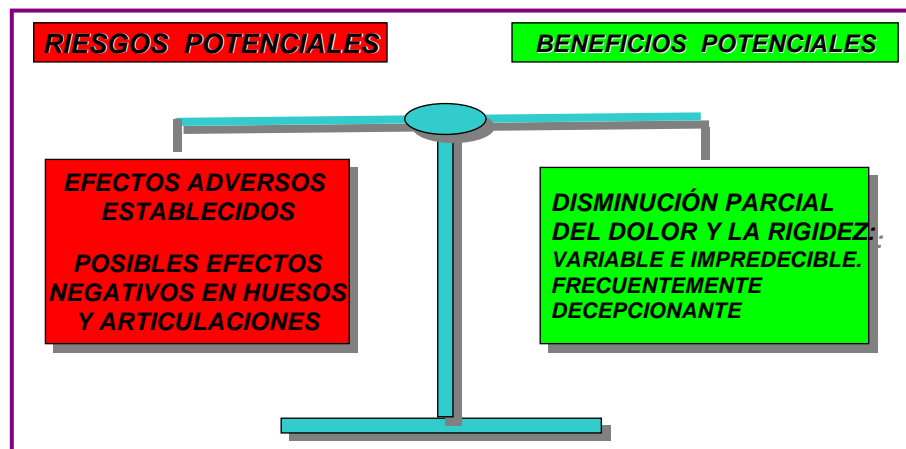 RIESGOS POTENCIALES
BENEFICIOS POTENCIALES
EFECTOS ADVERSOS
ESTABLECIDOS
POSIBLES EFECTOS
NEGATIVOS EN HUESOS
Y ARTICULACIONES
DISMINUCIÓN PARCIAL
DEL DOLOR Y LA RIGIDEZ:
VARIABLE E IMPREDECIBLE.
FRECUENTEMENTE
DECEPCIONANTE